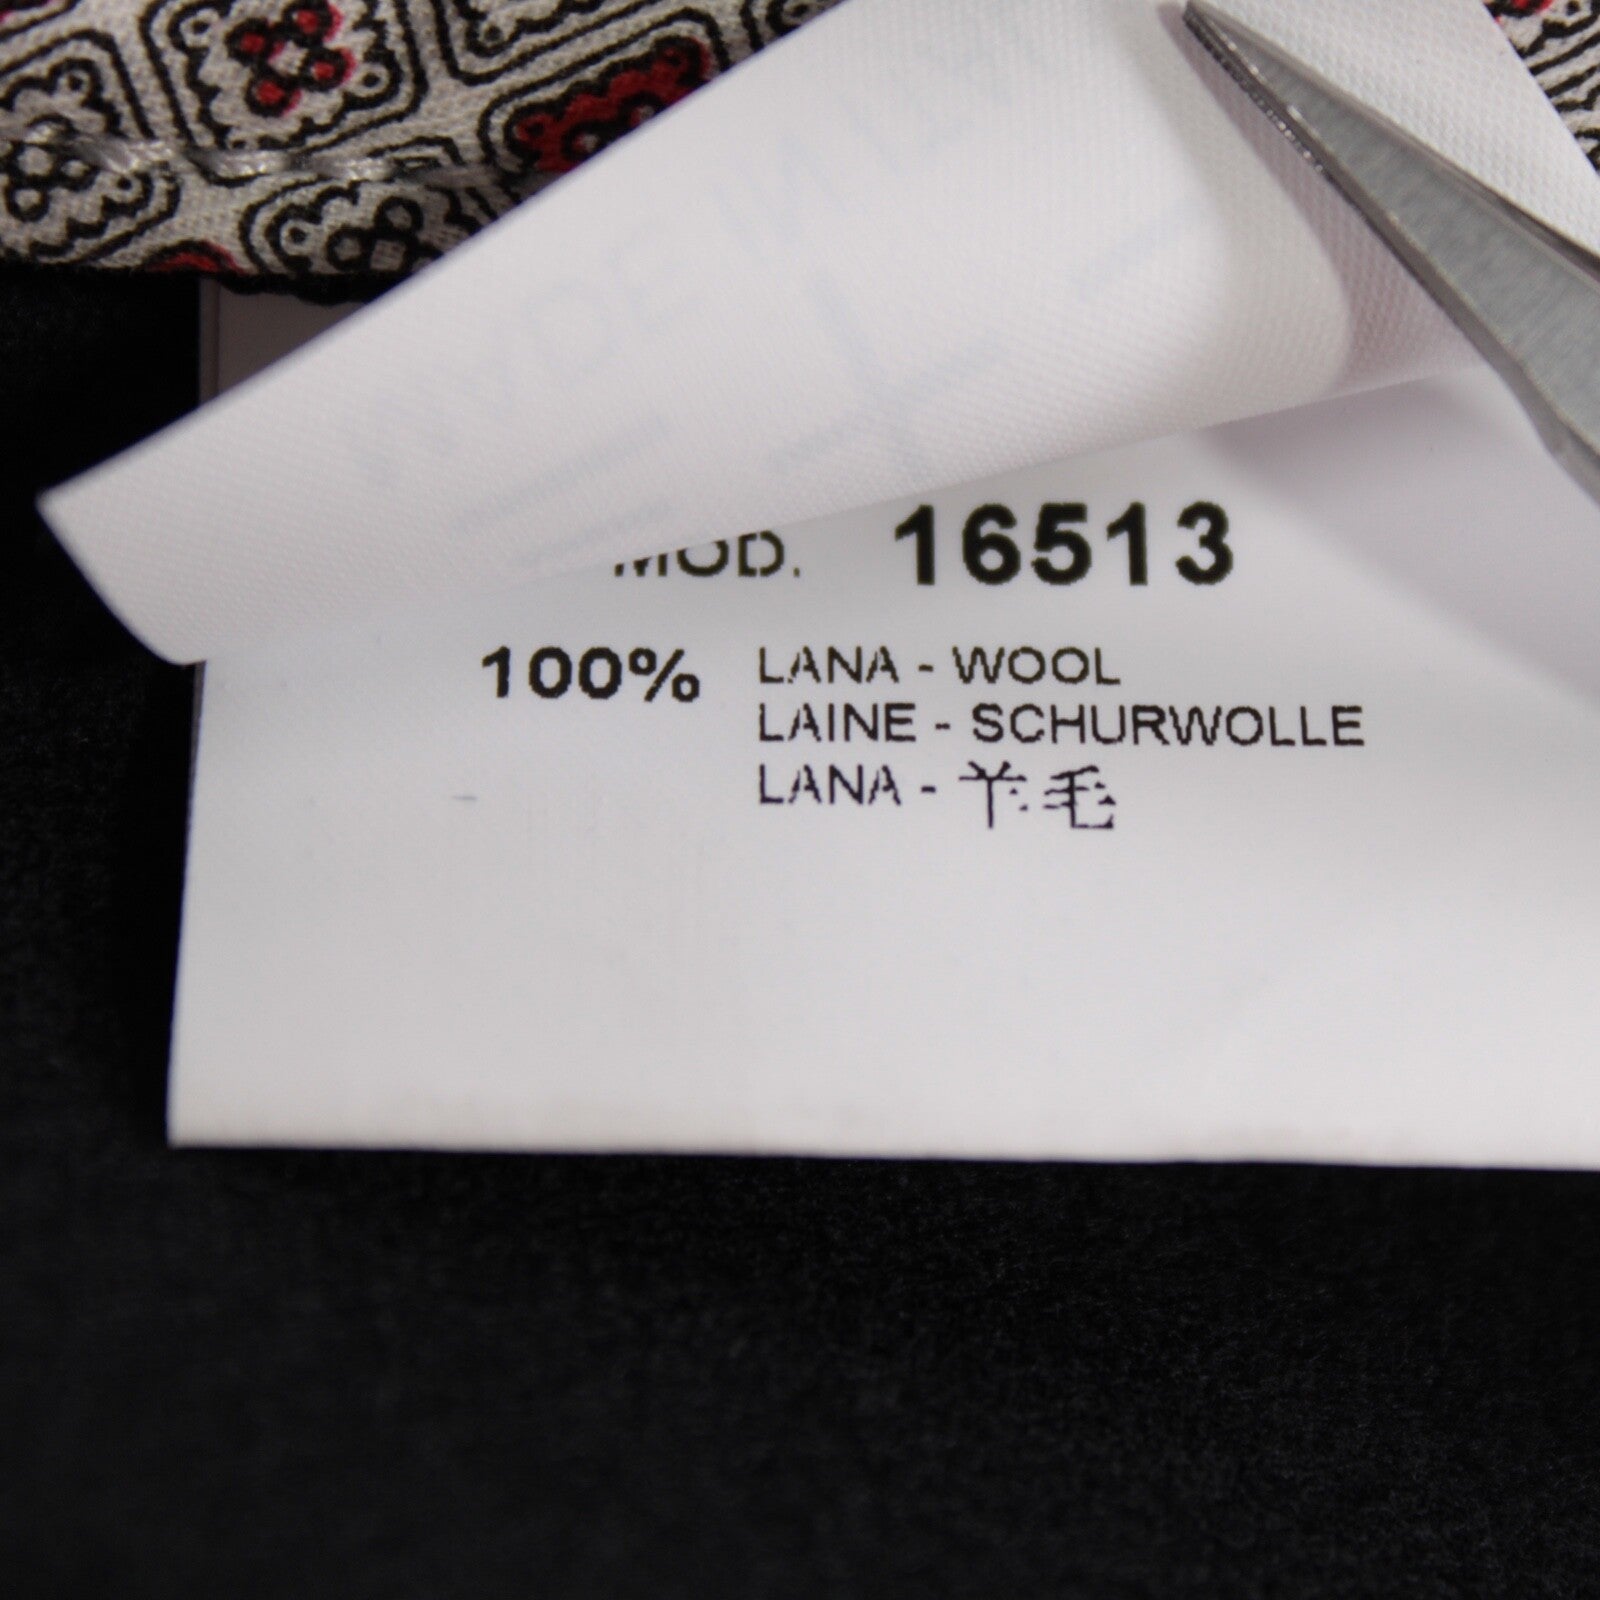 MOD. 16513
100% LANA - WOOL
LAINE - SCHURWOLLE
LANA - 羊毛